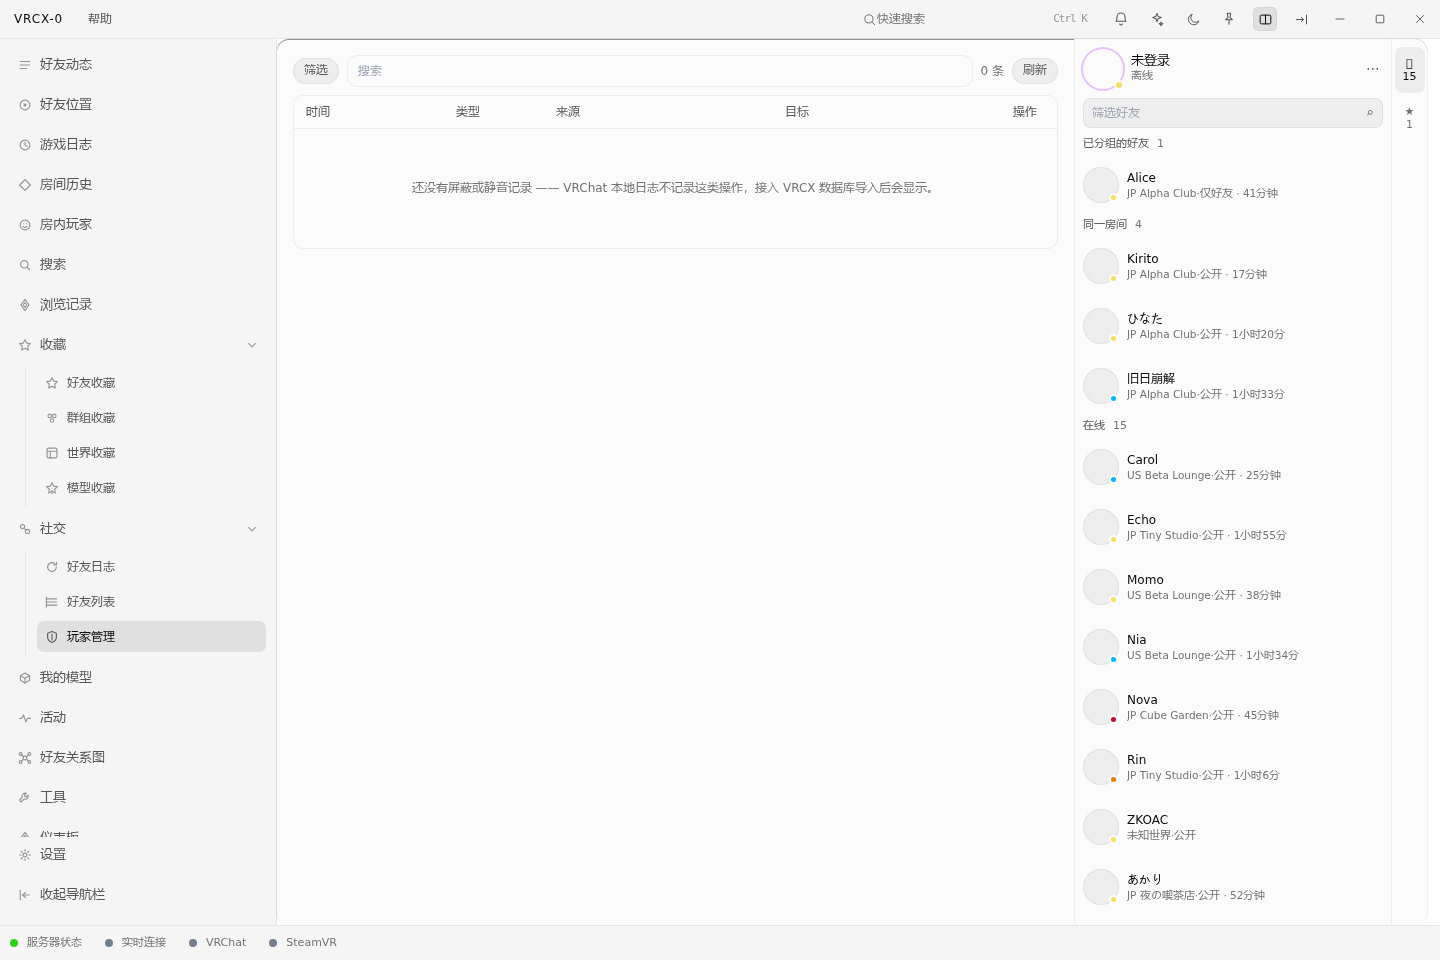 VRCX-0 帮助 快速搜索 Ctrl K
好友动态
好友位置
游戏日志
房间历史
房内玩家
搜索
浏览记录
收藏
好友收藏
群组收藏
世界收藏
模型收藏
社交
好友日志
好友列表
玩家管理
我的模型
活动
好友关系图
工具
仪表板
设置
收起导航栏
筛选 搜索 0 条 刷新
时间 类型 来源 目标 操作
还没有屏蔽或静音记录 —— VRChat 本地日志不记录这类操作，接入 VRCX 数据库导入后会显示。
未登录
离线
筛选好友
已分组的好友 1
Alice
JP Alpha Club·仅好友 · 41分钟
同一房间 4
Kirito
JP Alpha Club·公开 · 17分钟
ひなた
JP Alpha Club·公开 · 1小时20分
旧日崩解
JP Alpha Club·公开 · 1小时33分
在线 15
Carol
US Beta Lounge·公开 · 25分钟
Echo
JP Tiny Studio·公开 · 1小时55分
Momo
US Beta Lounge·公开 · 38分钟
Nia
US Beta Lounge·公开 · 1小时34分
Nova
JP Cube Garden·公开 · 45分钟
Rin
JP Tiny Studio·公开 · 1小时6分
ZKOAC
未知世界·公开
あかり
JP 夜の喫茶店·公开 · 52分钟
15
★
1
服务器状态 实时连接 VRChat SteamVR